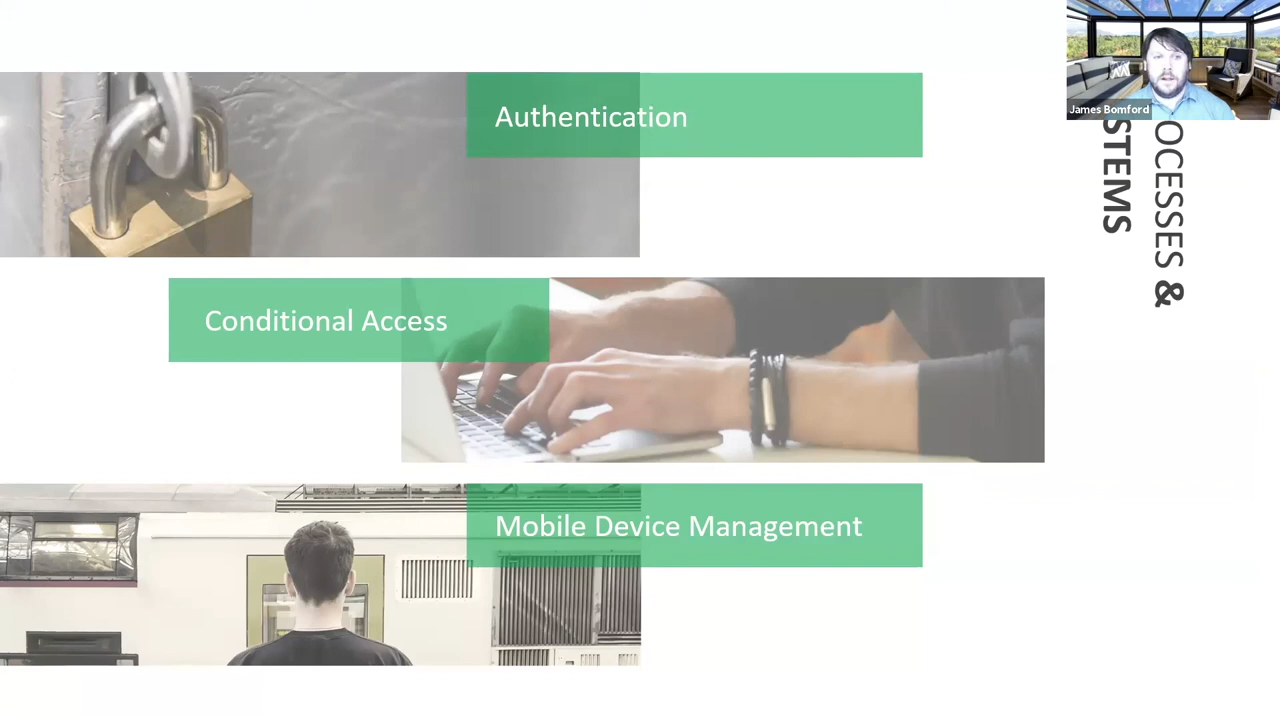 Authentication
James Bomford
OCESSES &
STEMS
Conditional Access
Mobile Device Management